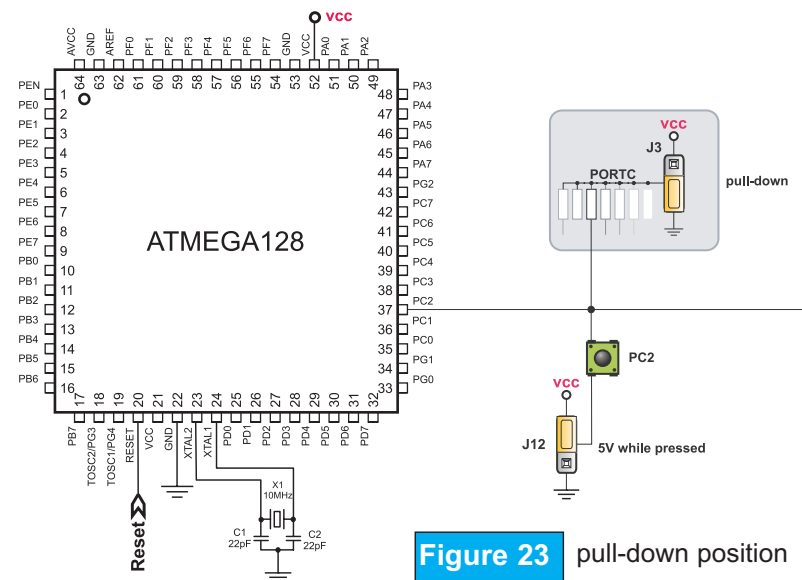 VCC
AVCC
GND
AREF
PF0
PF1
PF2
PF3
PF4
PF5
PF6
PF7
GND
VCC
PA0
PA1
PA2
64
63
62
61
60
59
58
57
56
55
54
53
52
51
50
49
PEN 1
PE0 2
PE1 3
PE2 4
PE3 5
PE4 6
PE5 7
PE6 8
PE7 9
PB0 10
PB1 11
PB2 12
PB3 13
PB4 14
PB5 15
PB6 16
ATMEGA128
48 PA3
47 PA4
46 PA5
45 PA6
44 PA7
43 PG2
42 PC7
41 PC6
40 PC5
39 PC4
38 PC3
37 PC2
36 PC1
35 PC0
34 PG1
33 PG0
17
18
19
20
21
22
23
24
25
26
27
28
29
30
31
32
PB7
TOSC2/PG3
TOSC1/PG4
RESET
VCC
GND
XTAL2
XTAL1
PD0
PD1
PD2
PD3
PD4
PD5
PD6
PD7
Reset
X1
10MHz
C1
22pF
C2
22pF
VCC
J3
PORTC
pull-down
PC2
VCC
J12
5V while pressed
Figure 23 pull-down position